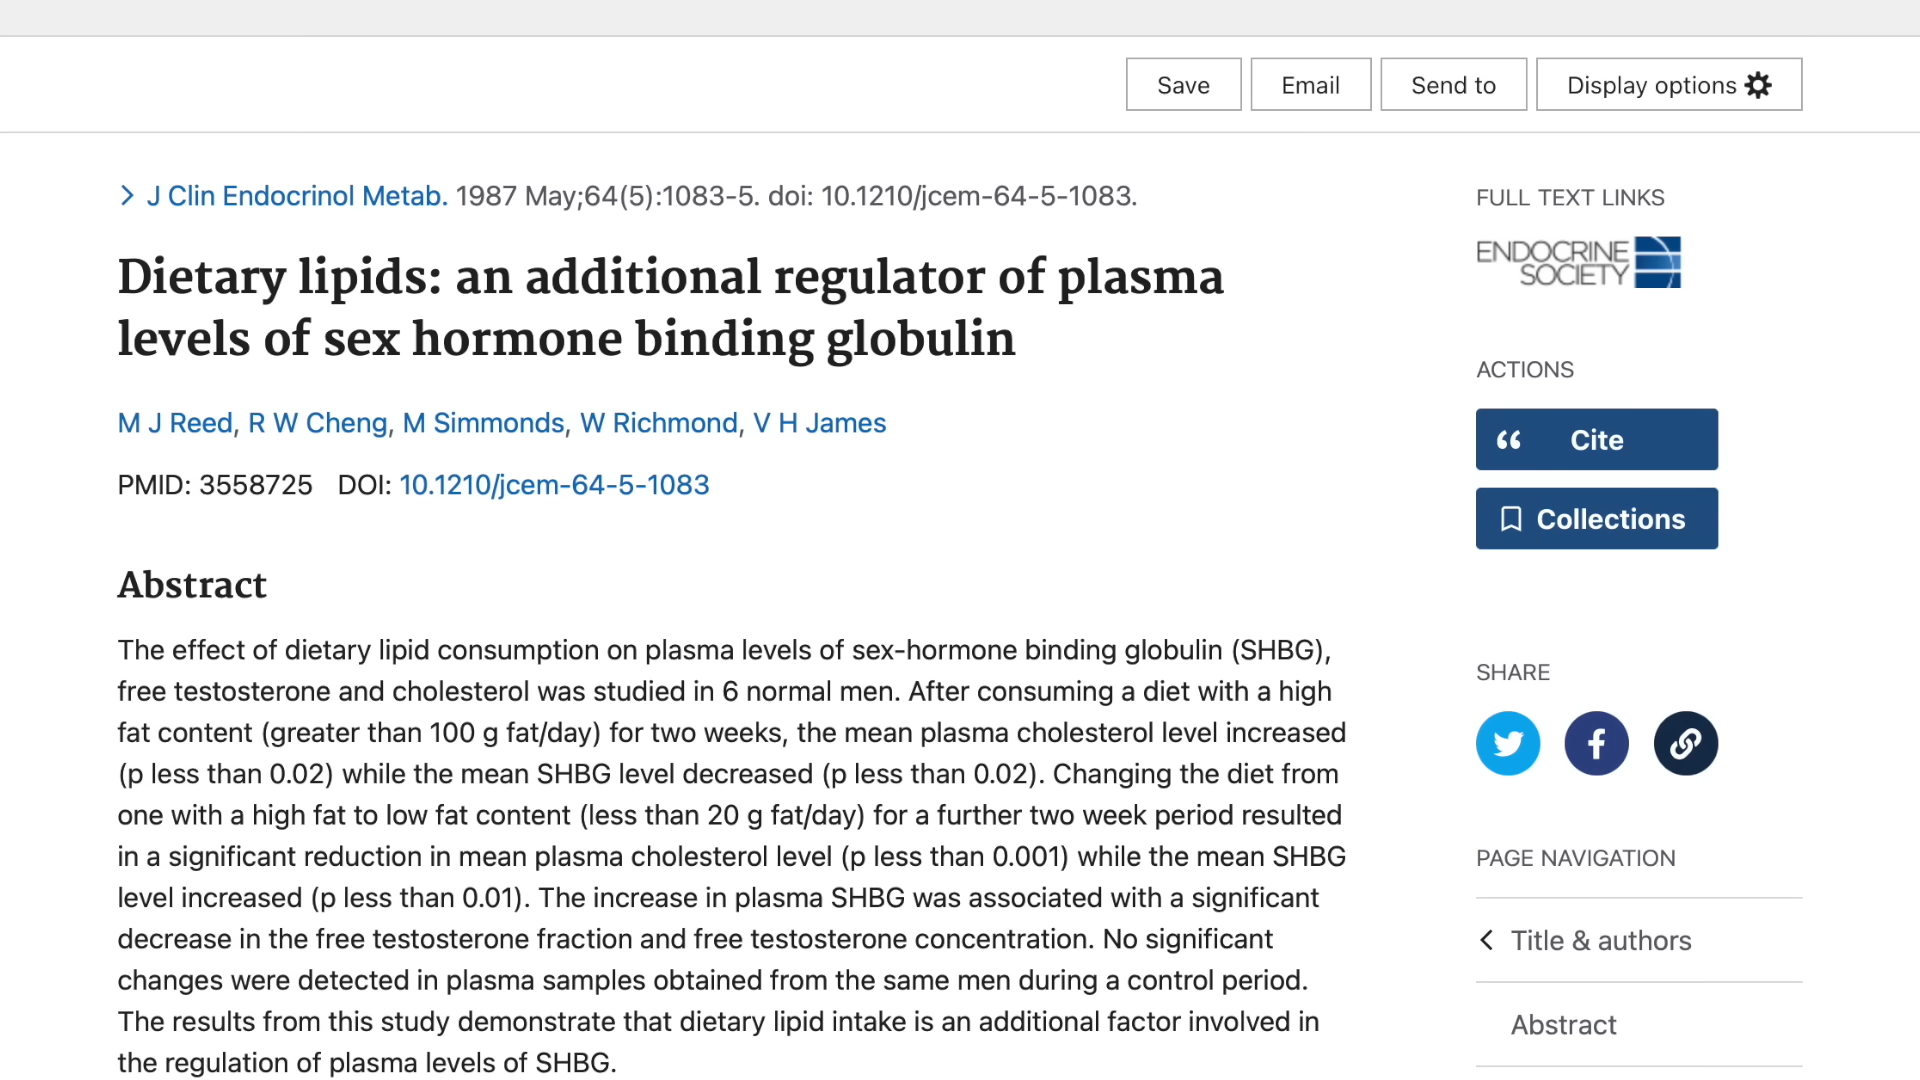 Save Email Send to Display options
J Clin Endocrinol Metab. 1987 May;64(5):1083-5. doi: 10.1210/jcem-64-5-1083.
Dietary lipids: an additional regulator of plasma
levels of sex hormone binding globulin
M J Reed, R W Cheng, M Simmonds, W Richmond, V H James
PMID: 3558725 DOI: 10.1210/jcem-64-5-1083
Abstract
The effect of dietary lipid consumption on plasma levels of sex-hormone binding globulin (SHBG),
free testosterone and cholesterol was studied in 6 normal men. After consuming a diet with a high
fat content (greater than 100 g fat/day) for two weeks, the mean plasma cholesterol level increased
(p less than 0.02) while the mean SHBG level decreased (p less than 0.02). Changing the diet from
one with a high fat to low fat content (less than 20 g fat/day) for a further two week period resulted
in a significant reduction in mean plasma cholesterol level (p less than 0.001) while the mean SHBG
level increased (p less than 0.01). The increase in plasma SHBG was associated with a significant
decrease in the free testosterone fraction and free testosterone concentration. No significant
changes were detected in plasma samples obtained from the same men during a control period.
The results from this study demonstrate that dietary lipid intake is an additional factor involved in
the regulation of plasma levels of SHBG.
FULL TEXT LINKS
ENDOCRINE
SOCIETY
ACTIONS
Cite
Collections
SHARE
PAGE NAVIGATION
Title & authors
Abstract